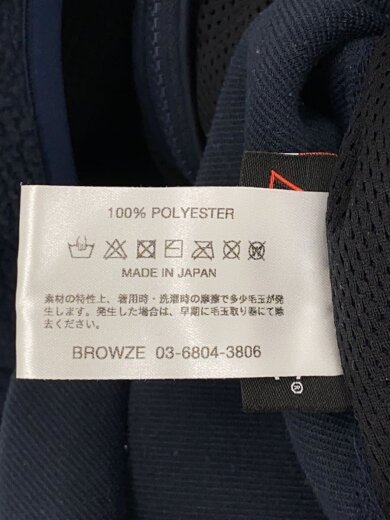 100% POLYESTER
MADE IN JAPAN
素材の特性上、着用時・洗濯時の摩擦で多少毛玉が発
生します。発生した場合は、早期に毛玉取り器にて除
去ください。
BROWZE 03-6804-3806
®